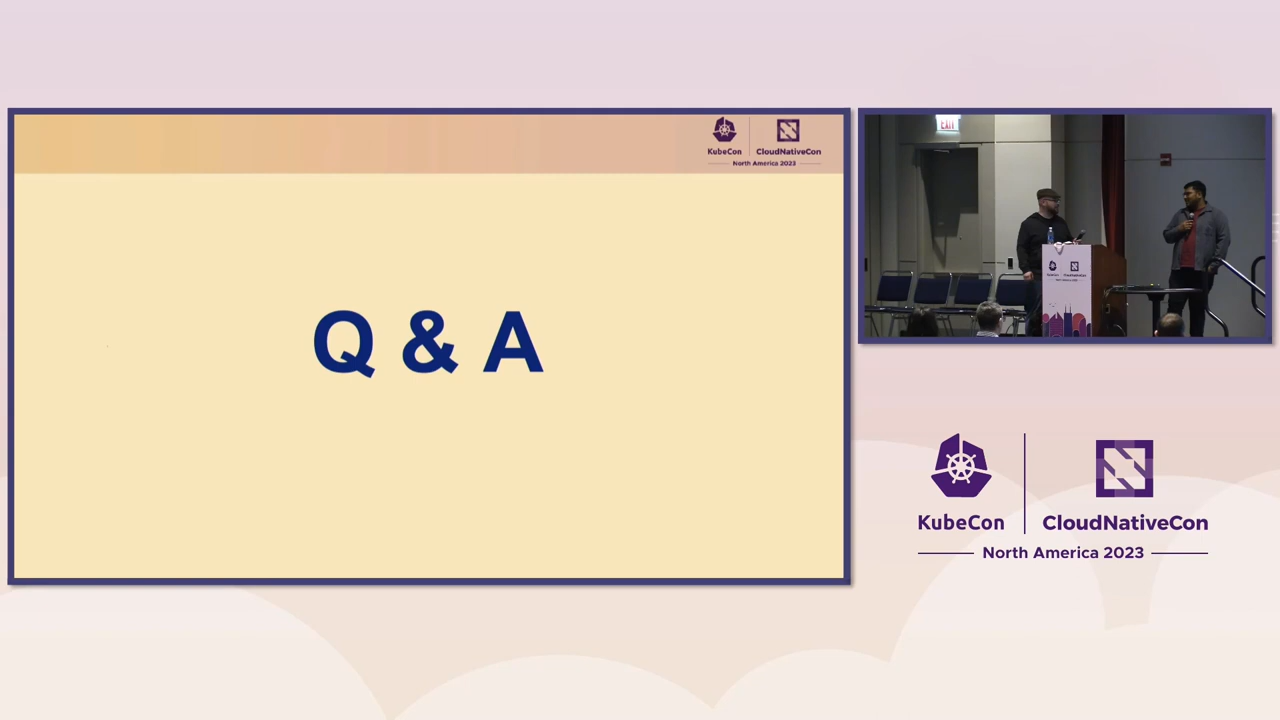 KubeCon
CloudNativeCon
North America 2023
Q & A
EXIT
KubeCon
CloudNativeCon
North America 2023